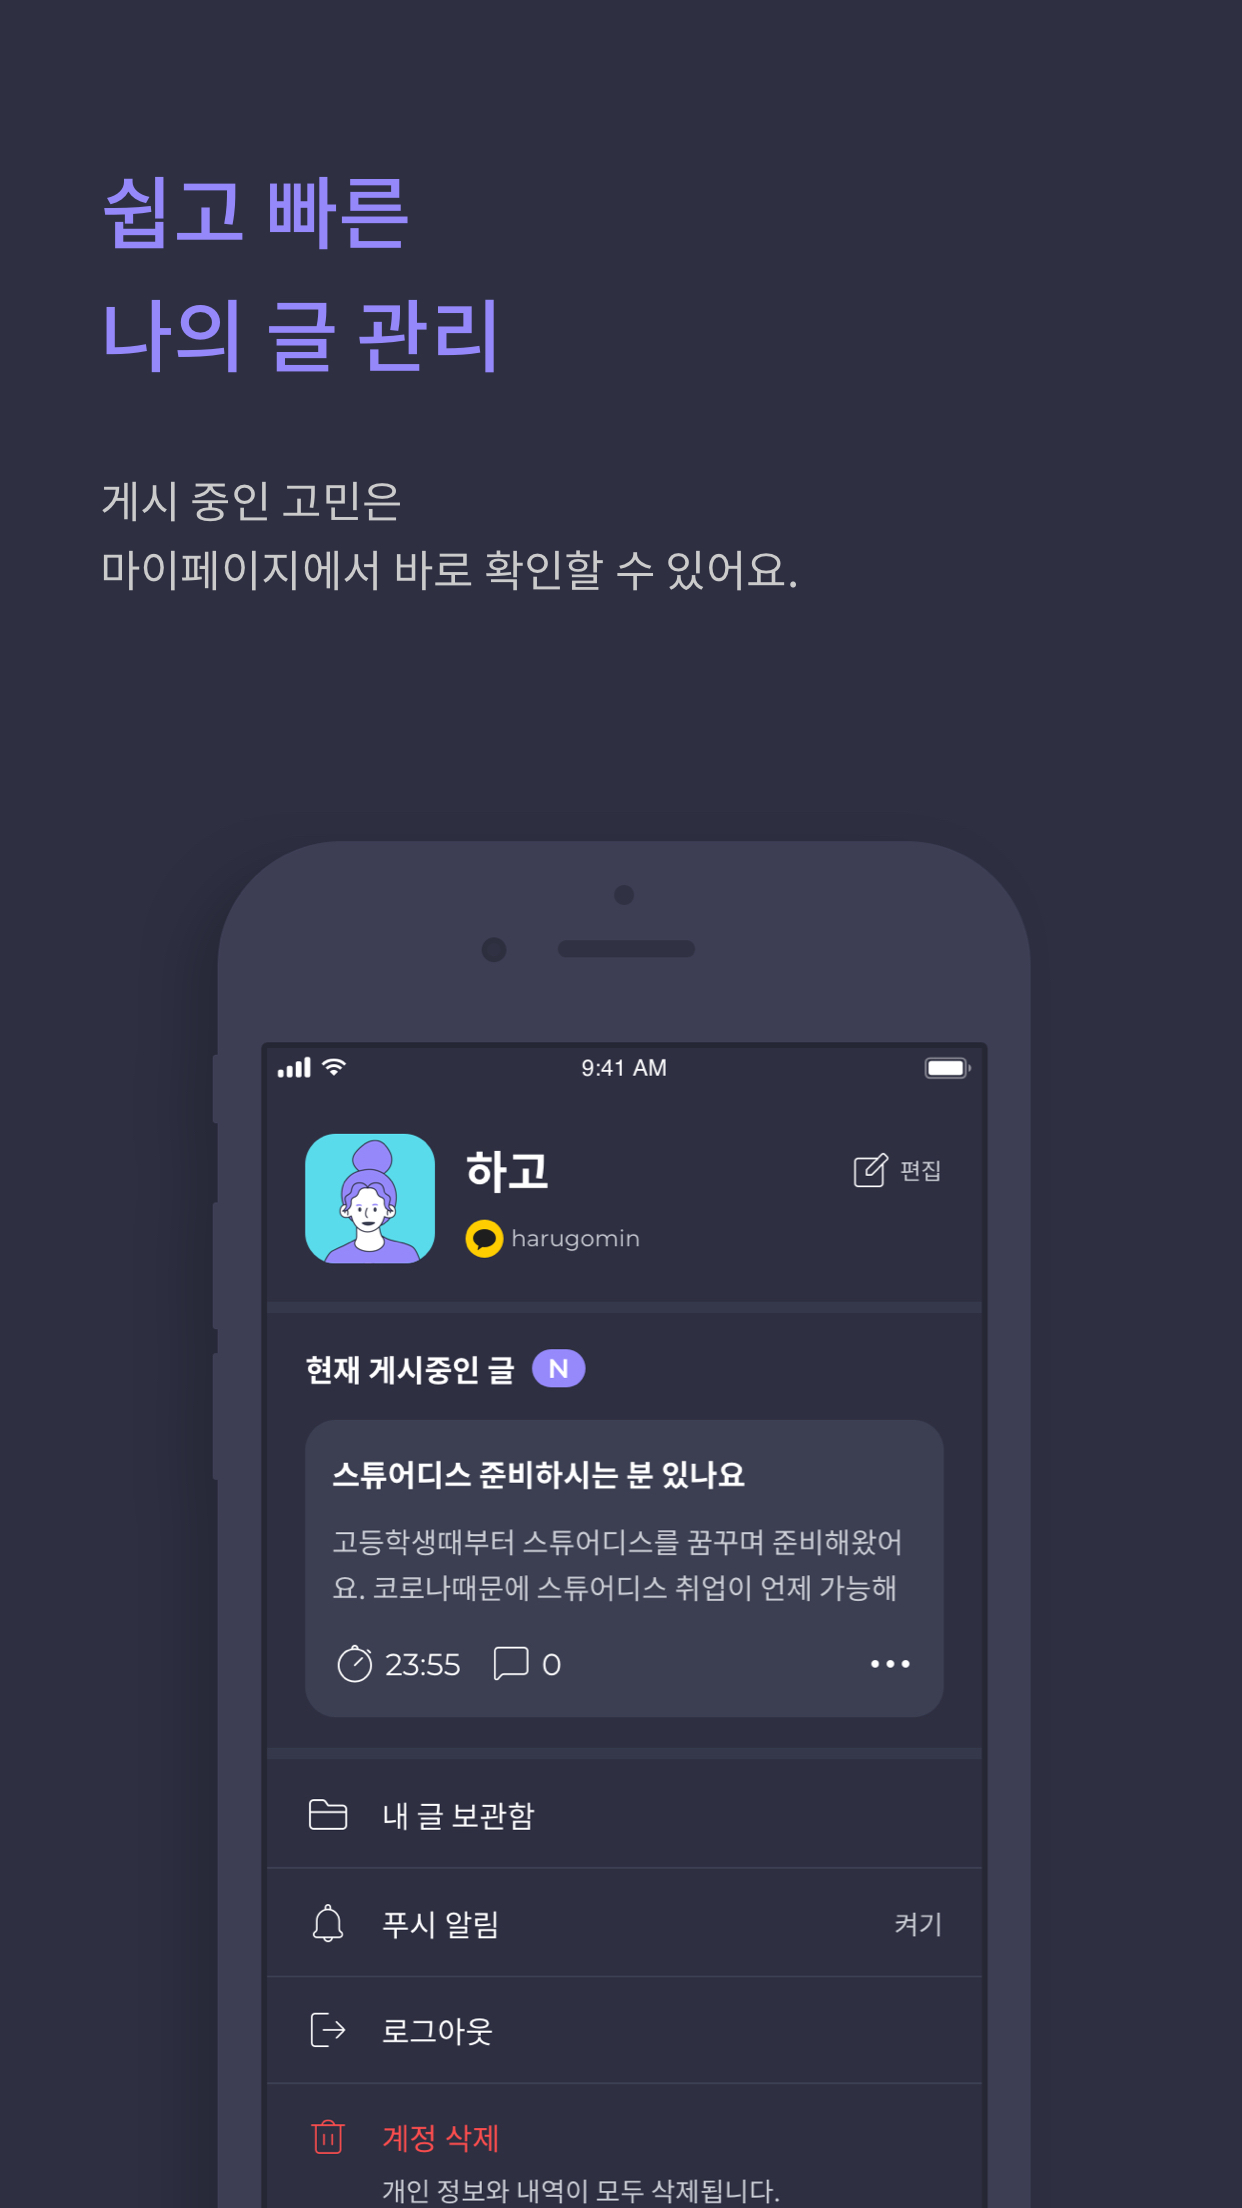 쉽고 빠른
나의 글 관리
게시 중인 고민은
마이페이지에서 바로 확인할 수 있어요.
9:41 AM
하고
편집
harugomin
현재 게시중인 글 N
스튜어디스 준비하시는 분 있나요
고등학생때부터 스튜어디스를 꿈꾸며 준비해왔어
요. 코로나때문에 스튜어디스 취업이 언제 가능해
23:55 0
내 글 보관함
푸시 알림 켜기
로그아웃
계정 삭제
개인 정보와 내역이 모두 삭제됩니다.